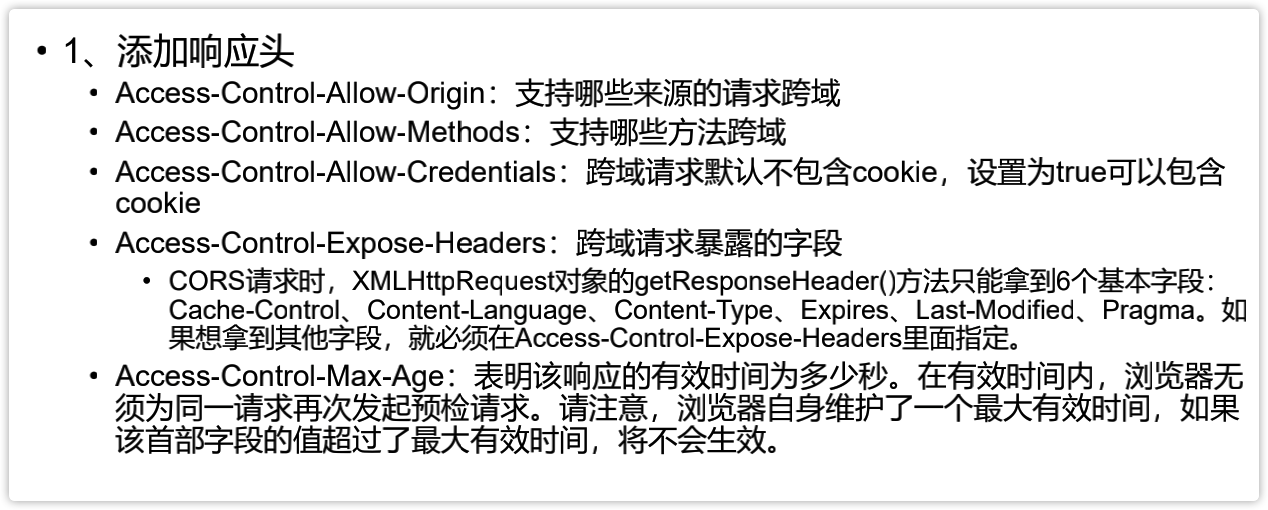 • 1、添加响应头
• Access-Control-Allow-Origin：支持哪些来源的请求跨域
• Access-Control-Allow-Methods：支持哪些方法跨域
• Access-Control-Allow-Credentials：跨域请求默认不包含cookie，设置为true可以包含
cookie
• Access-Control-Expose-Headers：跨域请求暴露的字段
• CORS请求时，XMLHttpRequest对象的getResponseHeader()方法只能拿到6个基本字段：
Cache-Control、Content-Language、Content-Type、Expires、Last-Modified、Pragma。如
果想拿到其他字段，就必须在Access-Control-Expose-Headers里面指定。
• Access-Control-Max-Age：表明该响应的有效时间为多少秒。在有效时间内，浏览器无
须为同一请求再次发起预检请求。请注意，浏览器自身维护了一个最大有效时间，如果
该首部字段的值超过了最大有效时间，将不会生效。